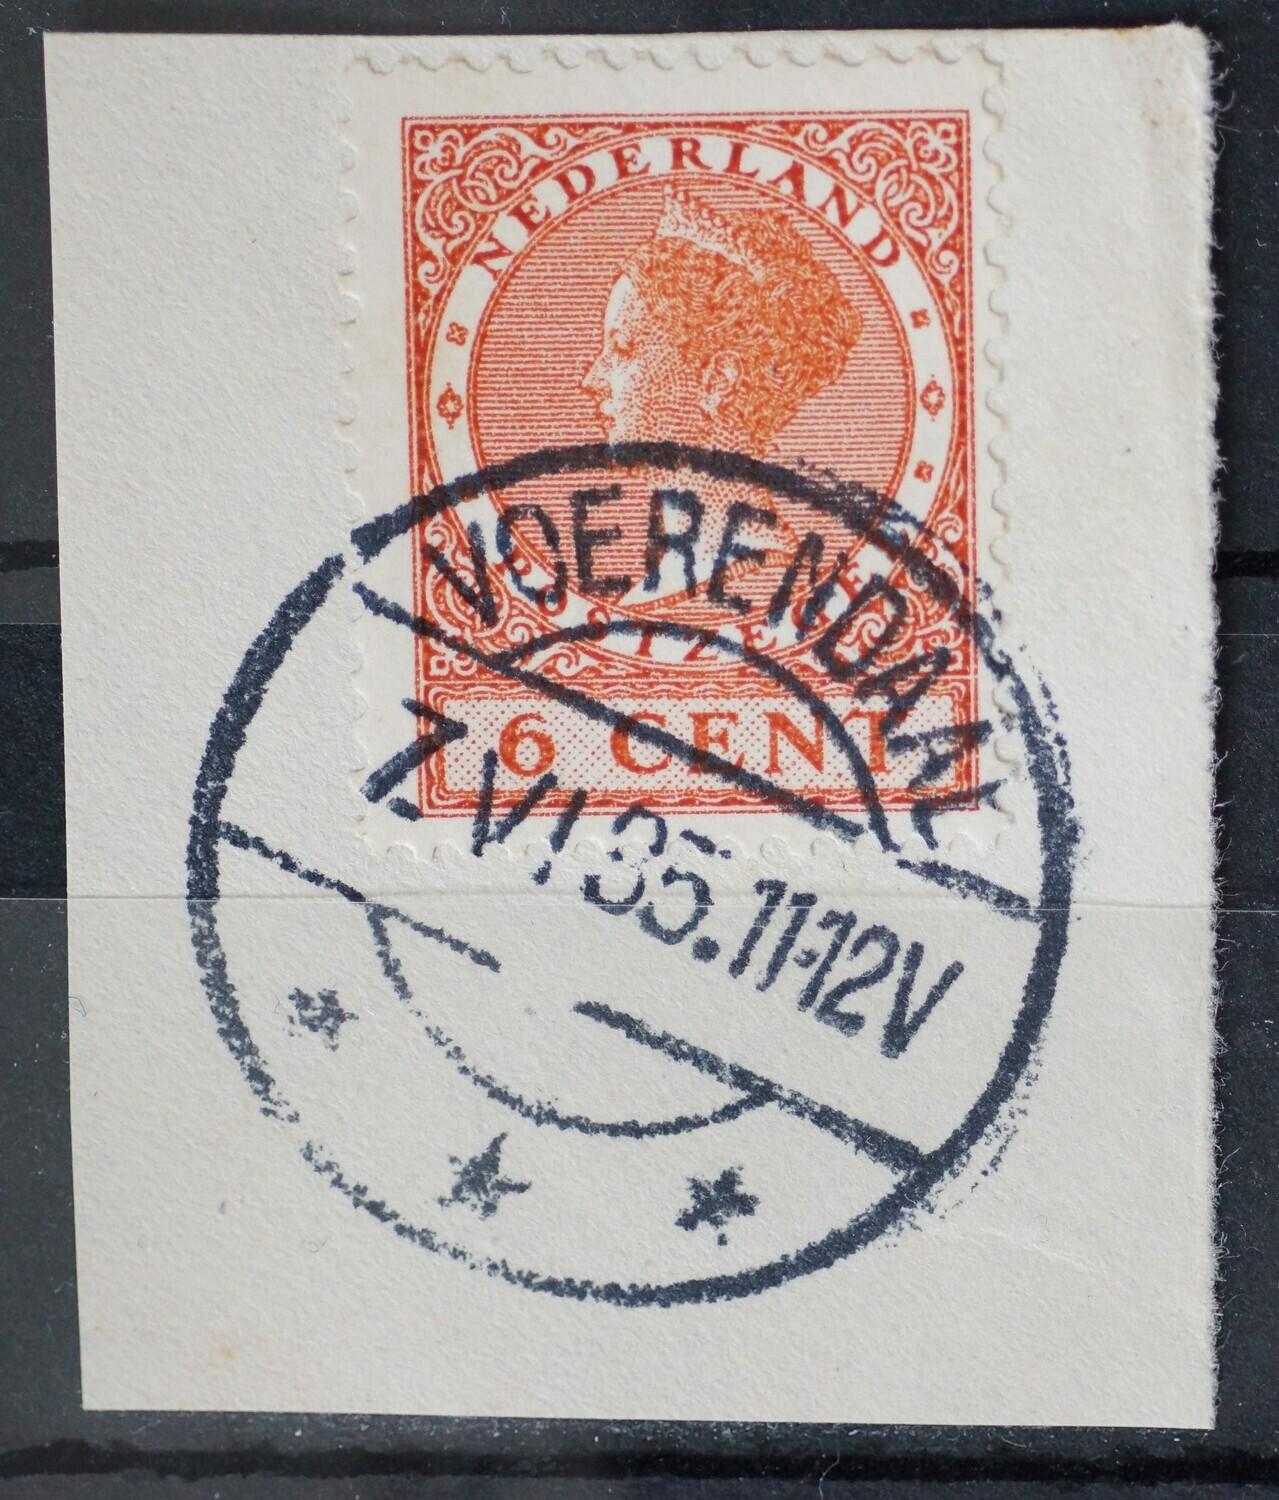 NEDERLAND
POSTZEGEL
6 CENT
VOERENDAAL
7.VI.35.11-12V